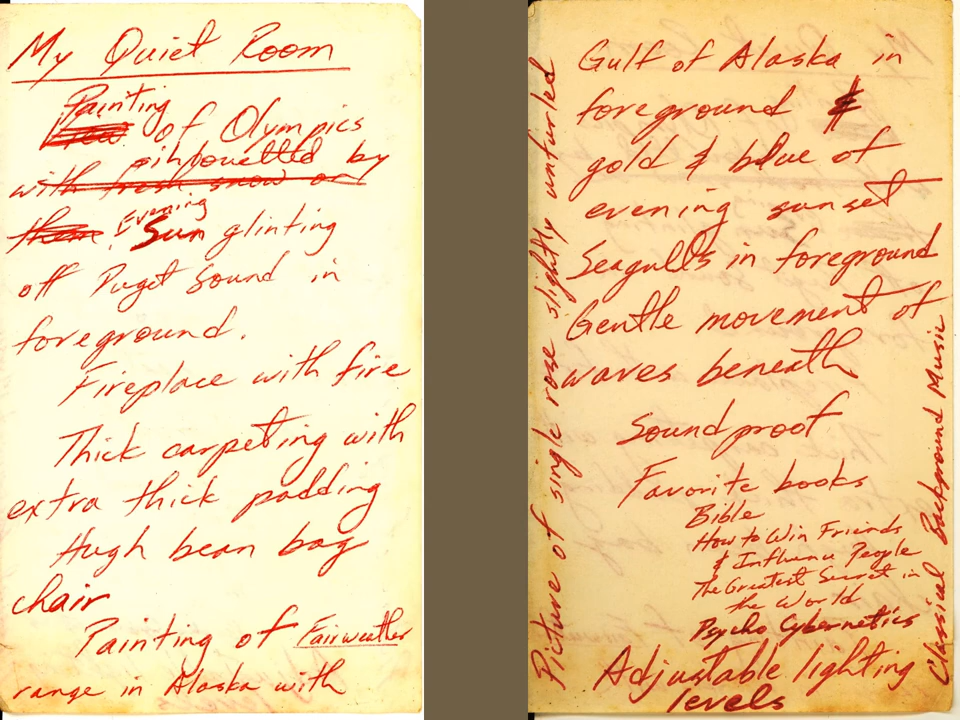 My Quiet Room
Painting
of Olympics
by
with fresh snow on
them. Evening
Sun glinting
off Puget Sound in
foreground.
Fireplace with fire
Thick carpeting with
extra thick padding
Hugh bean bag
chair
Painting of Fairweather
range in Alaska with
Gulf of Alaska in
foreground &
gold & blue of
evening sunset
Seagulls in foreground
Gentle movement of
waves beneath
Sound proof
Favorite books
Bible
How to Win Friends
& Influence People
The Greatest Secret in
the World
Psycho Cybernetics
Adjustable lighting
levels
Picture of single rose slightly unfurled
Classical Background Music